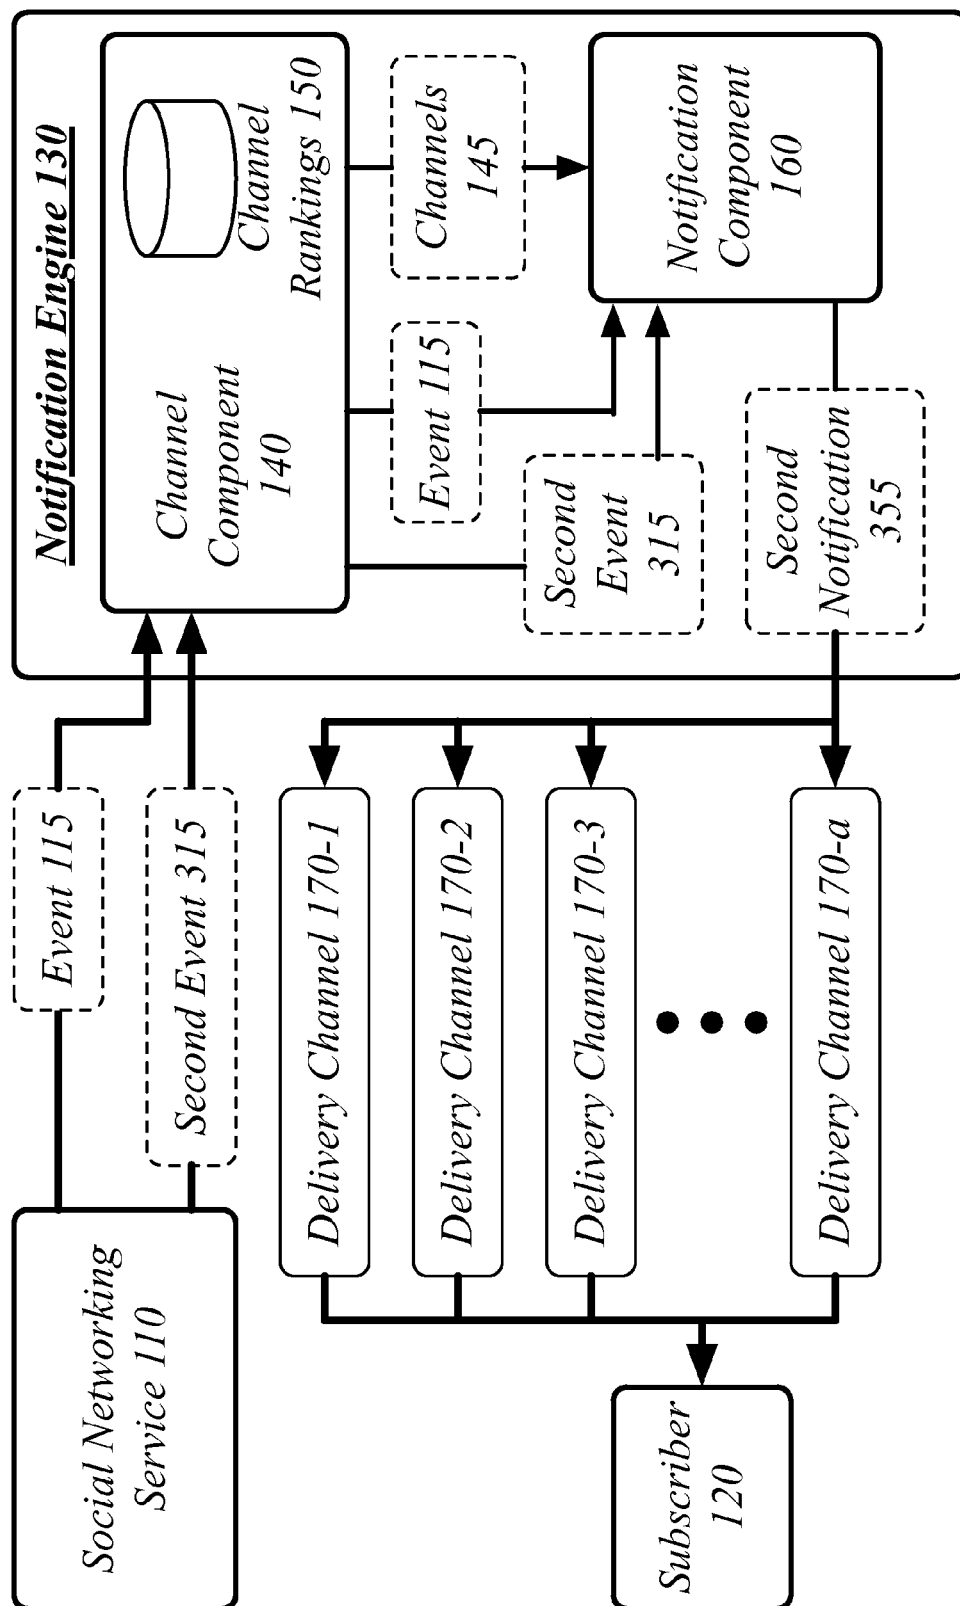 Social Networking
Service 110
Event 115
Second Event 315
Notification Engine 130
Channel
Component
140
Channel
Rankings 150
Event 115
Channels
145
Second
Event
315
Notification
Component
160
Second
Notification
355
Delivery Channel 170-1
Delivery Channel 170-2
Delivery Channel 170-3
Delivery Channel 170-a
Subscriber
120